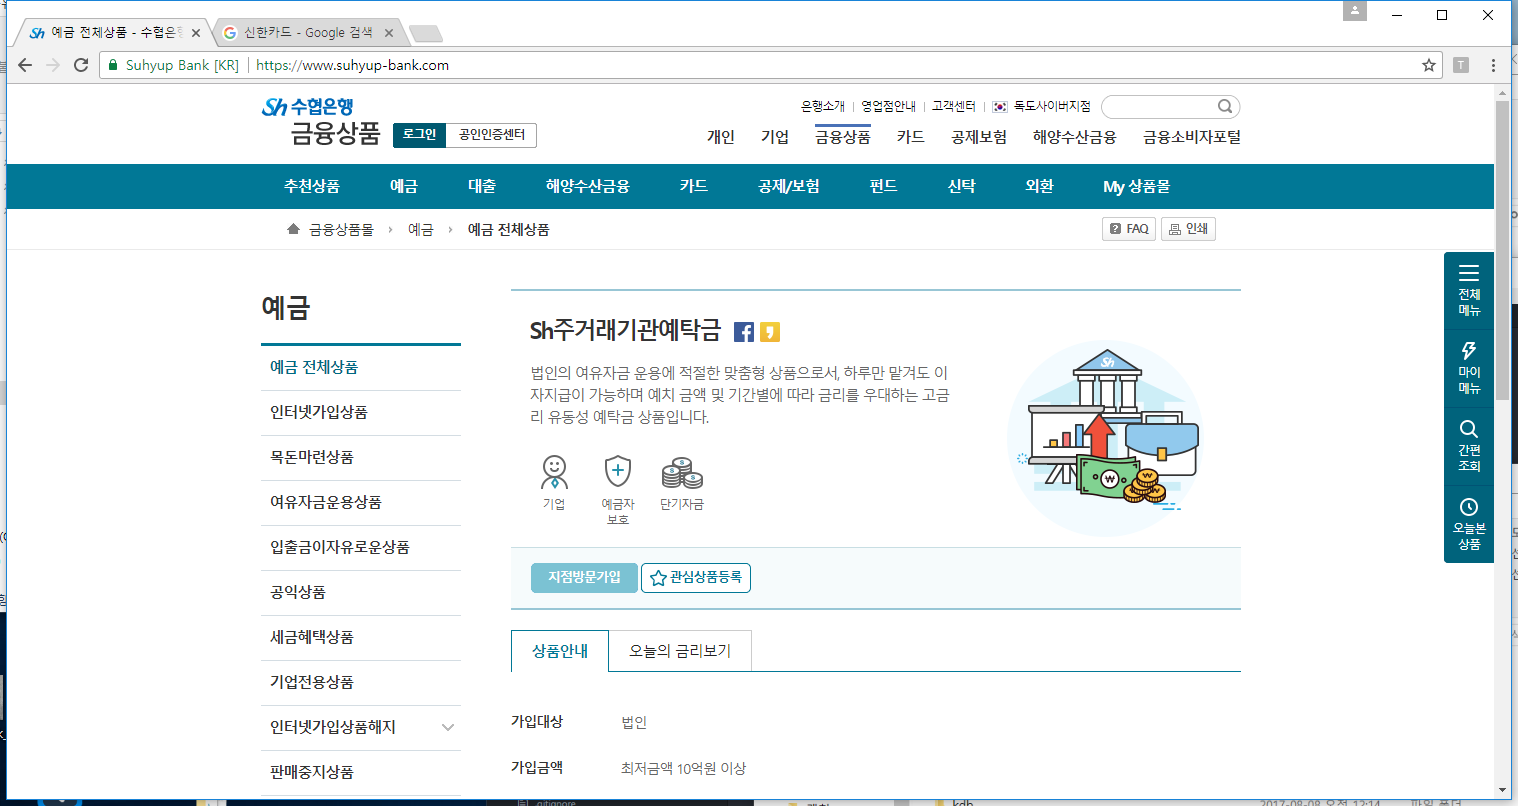 예금 전체상품 - 수협은행
신한카드 - Google 검색
Suhyup Bank [KR]
https://www.suhyup-bank.com
T
Sh 수협은행
금융상품
로그인
공인인증센터
은행소개
영업점안내
고객센터
독도사이버지점
개인
기업
금융상품
카드
공제보험
해양수산금융
금융소비자포털
추천상품
예금
대출
해양수산금융
카드
공제/보험
펀드
신탁
외환
My 상품몰
금융상품몰 › 예금 › 예금 전체상품
FAQ
인쇄
예금
예금 전체상품
인터넷가입상품
목돈마련상품
여유자금운용상품
입출금이자유로운상품
공익상품
세금혜택상품
기업전용상품
인터넷가입상품해지
판매중지상품
Sh주거래기관예탁금
법인의 여유자금 운용에 적절한 맞춤형 상품으로서, 하루만 맡겨도 이
자지급이 가능하며 예치 금액 및 기간별에 따라 금리를 우대하는 고금
리 유동성 예탁금 상품입니다.
기업
예금자
보호
단기자금
Sh
지점방문가입
관심상품등록
상품안내
오늘의 금리보기
가입대상
법인
가입금액
최저금액 10억원 이상
전체
메뉴
마이
메뉴
간편
조회
오늘본
상품
.gitignore
kdb
2017-08-08 오전 12:14
파일 폴더